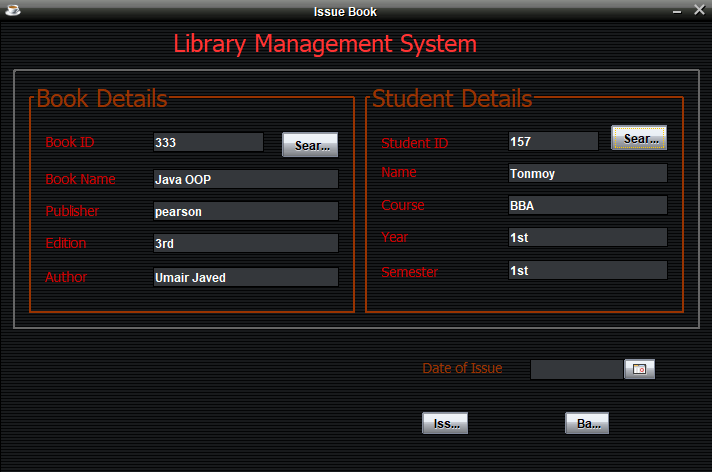 Issue Book
Library Management System
Book Details
Book ID 333 Sear...
Book Name Java OOP
Publisher pearson
Edition 3rd
Author Umair Javed
Student Details
Student ID 157 Sear...
Name Tonmoy
Course BBA
Year 1st
Semester 1st
Date of Issue
Iss... Ba...